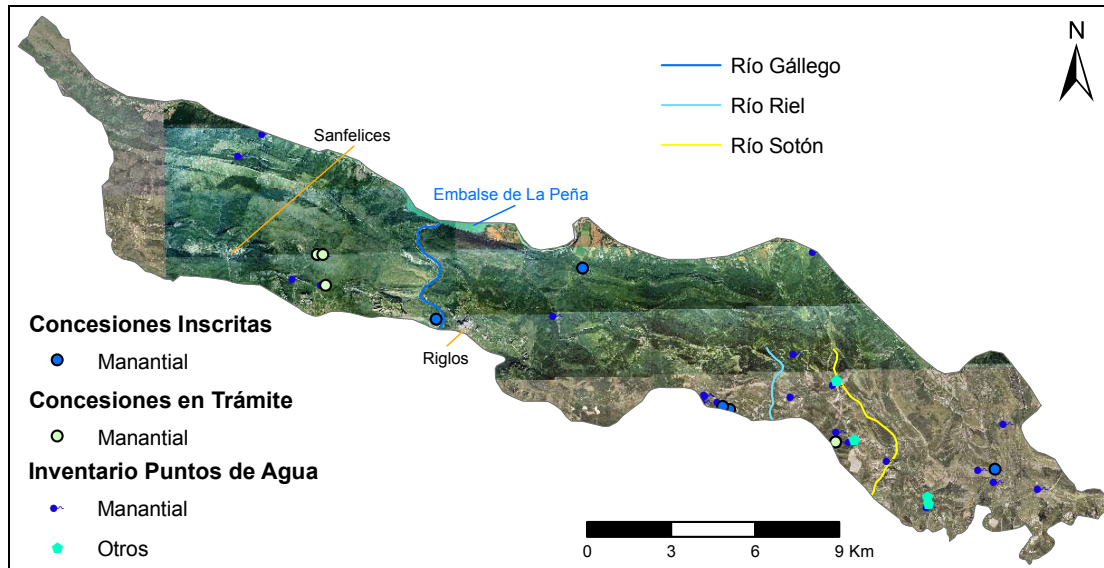 N
Río Gállego
Río Riel
Río Sotón
Sanfelices
Embalse de La Peña
Riglos
Concesiones Inscritas
Manantial
Concesiones en Trámite
Manantial
Inventario Puntos de Agua
Manantial
Otros
0 3 6 9 Km